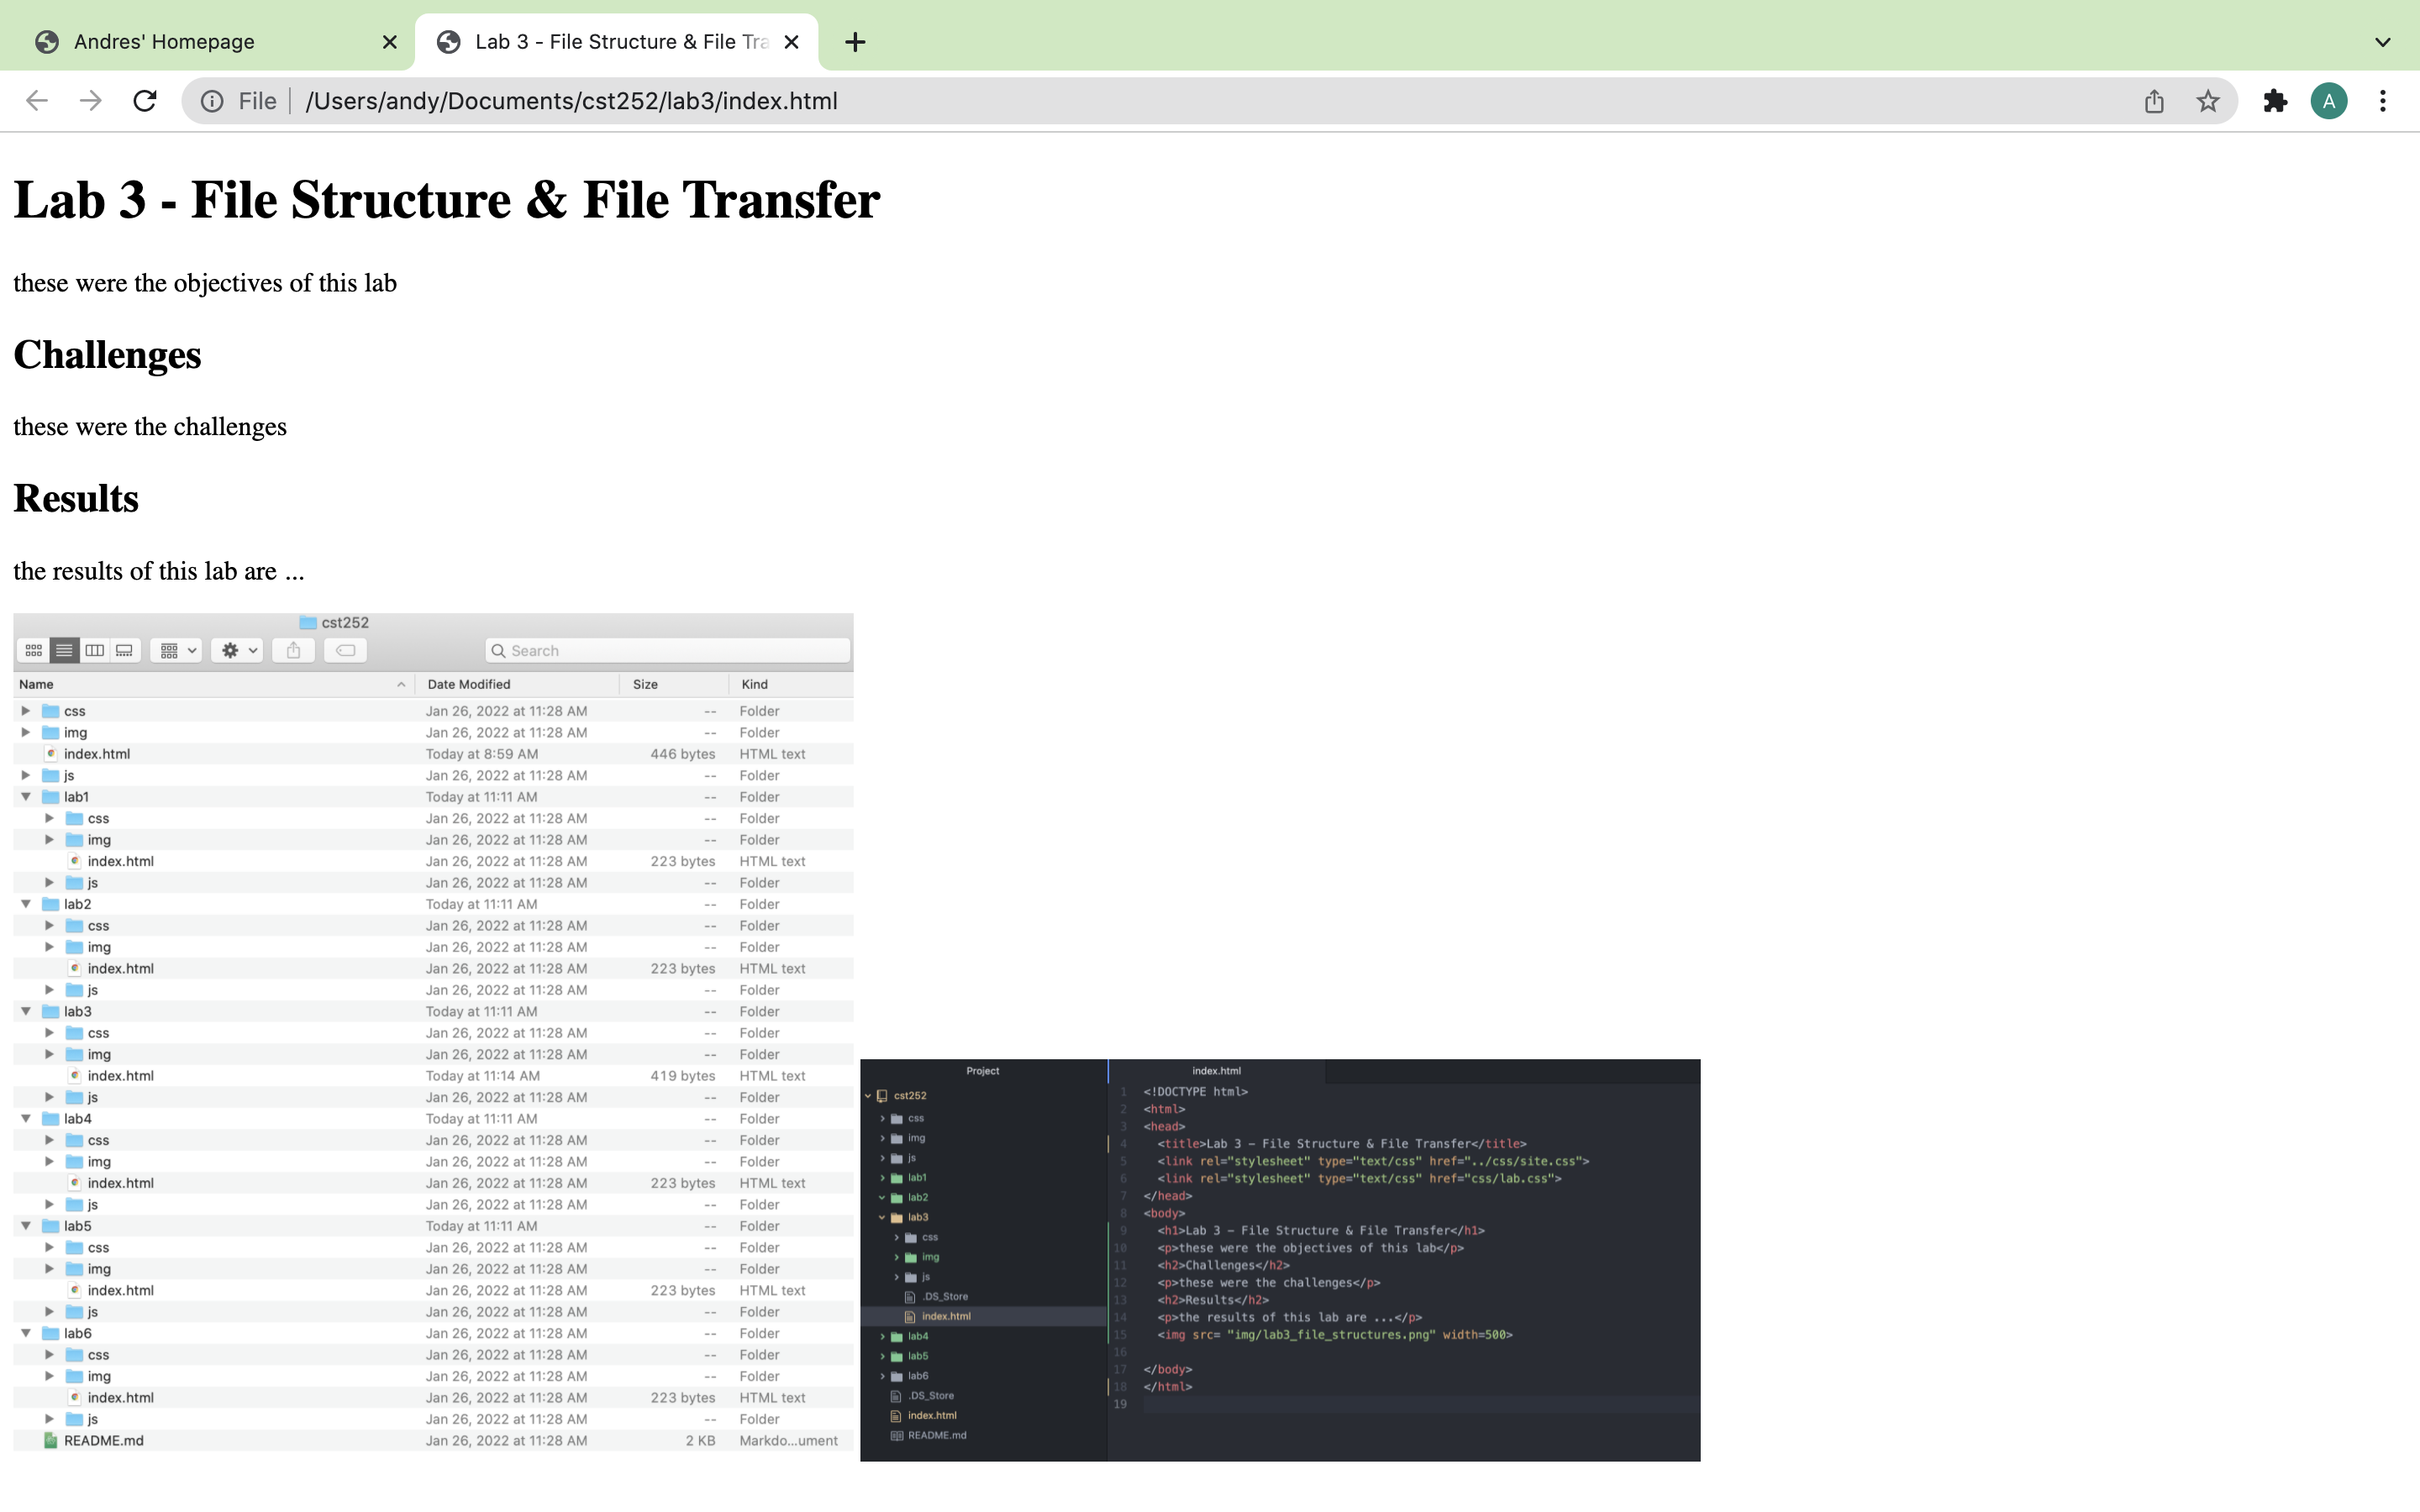 Andres' Homepage
Lab 3 - File Structure & File Tra
File
/Users/andy/Documents/cst252/lab3/index.html
A
Lab 3 - File Structure & File Transfer
these were the objectives of this lab
Challenges
these were the challenges
Results
the results of this lab are ...
cst252
Search
Name Date Modified Size Kind
css Jan 26, 2022 at 11:28 AM -- Folder
img Jan 26, 2022 at 11:28 AM -- Folder
index.html Today at 8:59 AM 446 bytes HTML text
js Jan 26, 2022 at 11:28 AM -- Folder
lab1 Today at 11:11 AM -- Folder
css Jan 26, 2022 at 11:28 AM -- Folder
img Jan 26, 2022 at 11:28 AM -- Folder
index.html Jan 26, 2022 at 11:28 AM 223 bytes HTML text
js Jan 26, 2022 at 11:28 AM -- Folder
lab2 Today at 11:11 AM -- Folder
css Jan 26, 2022 at 11:28 AM -- Folder
img Jan 26, 2022 at 11:28 AM -- Folder
index.html Jan 26, 2022 at 11:28 AM 223 bytes HTML text
js Jan 26, 2022 at 11:28 AM -- Folder
lab3 Today at 11:11 AM -- Folder
css Jan 26, 2022 at 11:28 AM -- Folder
img Jan 26, 2022 at 11:28 AM -- Folder
index.html Today at 11:14 AM 419 bytes HTML text
js Jan 26, 2022 at 11:28 AM -- Folder
lab4 Today at 11:11 AM -- Folder
css Jan 26, 2022 at 11:28 AM -- Folder
img Jan 26, 2022 at 11:28 AM -- Folder
index.html Jan 26, 2022 at 11:28 AM 223 bytes HTML text
js Jan 26, 2022 at 11:28 AM -- Folder
lab5 Today at 11:11 AM -- Folder
css Jan 26, 2022 at 11:28 AM -- Folder
img Jan 26, 2022 at 11:28 AM -- Folder
index.html Jan 26, 2022 at 11:28 AM 223 bytes HTML text
js Jan 26, 2022 at 11:28 AM -- Folder
lab6 Jan 26, 2022 at 11:28 AM -- Folder
css Jan 26, 2022 at 11:28 AM -- Folder
img Jan 26, 2022 at 11:28 AM -- Folder
index.html Jan 26, 2022 at 11:28 AM 223 bytes HTML text
js Jan 26, 2022 at 11:28 AM -- Folder
README.md Jan 26, 2022 at 11:28 AM 2 KB Markdo...ument
Project
cst252
css
img
js
lab1
lab2
lab3
css
img
js
.DS_Store
index.html
lab4
lab5
lab6
.DS_Store
index.html
README.md
index.html
1 <!DOCTYPE html>
2 <html>
3 <head>
4 <title>Lab 3 - File Structure & File Transfer</title>
5 <link rel="stylesheet" type="text/css" href="../css/site.css">
6 <link rel="stylesheet" type="text/css" href="css/lab.css">
7 </head>
8 <body>
9 <h1>Lab 3 - File Structure & File Transfer</h1>
10 <p>these were the objectives of this lab</p>
11 <h2>Challenges</h2>
12 <p>these were the challenges</p>
13 <h2>Results</h2>
14 <p>the results of this lab are ...</p>
15 <img src= "img/lab3_file_structures.png" width=500>
16
17 </body>
18 </html>
19